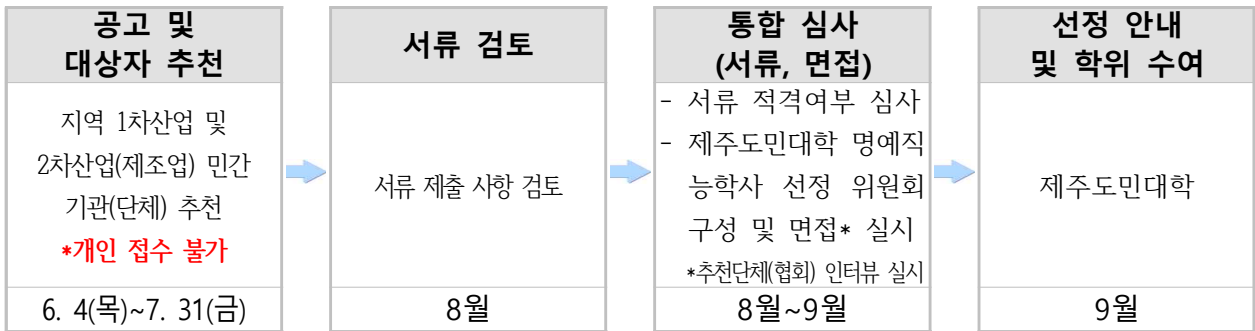 공고 및
대상자 추천
지역 1차산업 및
2차산업(제조업) 민간
기관(단체) 추천
*개인 접수 불가
6. 4(목)~7. 31(금)
서류 검토
서류 제출 사항 검토
8월
통합 심사
(서류, 면접)
- 서류 적격여부 심사
- 제주도민대학 명예직
능학사 선정 위원회
구성 및 면접* 실시
*추천단체(협회) 인터뷰 실시
8월~9월
선정 안내
및 학위 수여
제주도민대학
9월